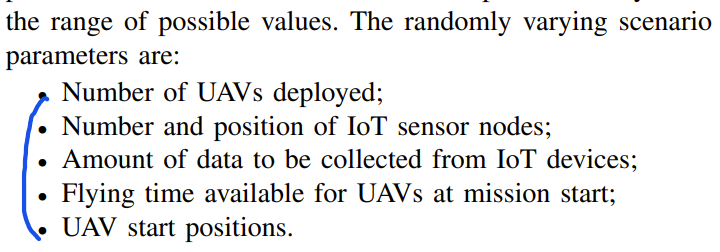 the range of possible values. The randomly varying scenario
parameters are:
• Number of UAVs deployed;
• Number and position of IoT sensor nodes;
• Amount of data to be collected from IoT devices;
• Flying time available for UAVs at mission start;
• UAV start positions.